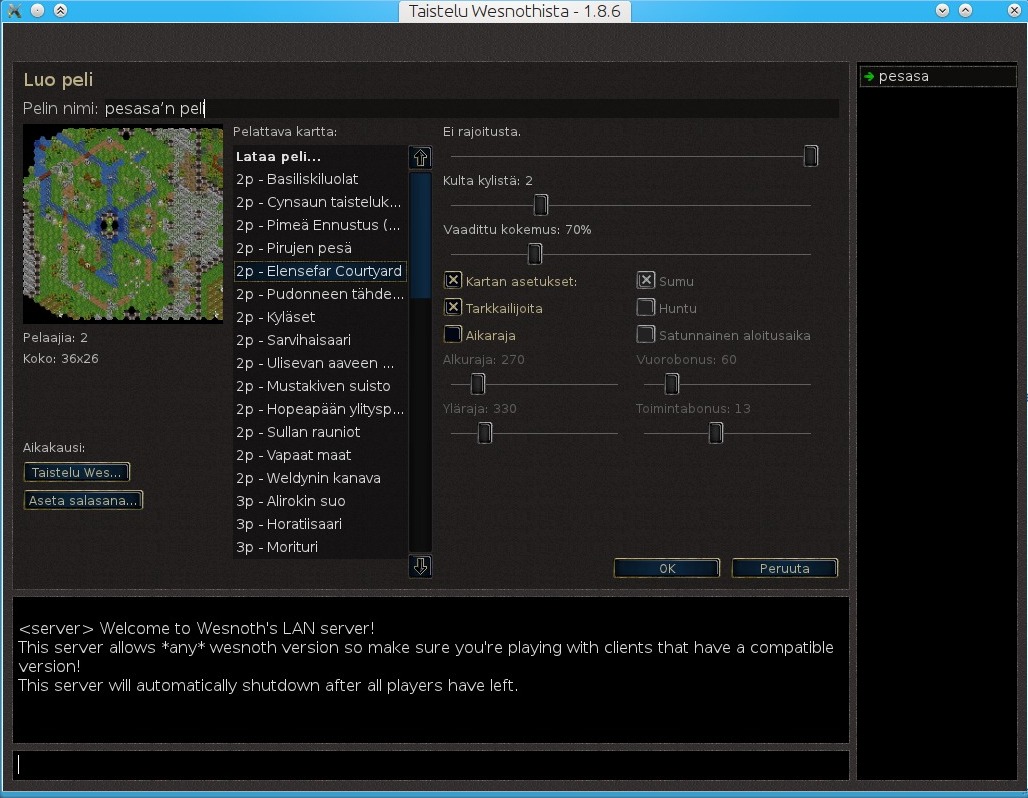 Taistelu Wesnothista - 1.8.6
Luo peli
Pelin nimi: pesasa'n peli
Pelattava kartta:
Lataa peli...
2p - Basiliskiluolat
2p - Cynsaun taisteluk...
2p - Pimeä Ennustus (...
2p - Pirujen pesä
2p - Elensefar Courtyard
2p - Pudonneen tähde...
2p - Kyläset
2p - Sarvihaisaari
2p - Ulisevan aaveen ...
2p - Mustakiven suisto
2p - Hopeapään ylitysp...
2p - Sullan rauniot
2p - Vapaat maat
2p - Weldynin kanava
3p - Alirokin suo
3p - Horatiisaari
3p - Morituri
Pelaajia: 2
Koko: 36x26
Aikakausi:
Taistelu Wes...
Aseta salasana...
Ei rajoitusta.
Kulta kylistä: 2
Vaadittu kokemus: 70%
Kartan asetukset:
Sumu
Tarkkailijoita
Huntu
Aikaraja
Satunnainen aloitusaika
Alkuraja: 270
Vuorobonus: 60
Yläraja: 330
Toimintabonus: 13
OK
Peruuta
pesasa
<server> Welcome to Wesnoth's LAN server!
This server allows *any* wesnoth version so make sure you're playing with clients that have a compatible
version!
This server will automatically shutdown after all players have left.